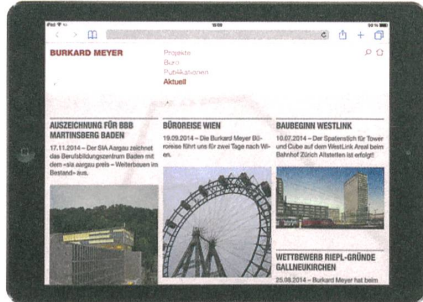 iPad
BURKARD MEYER
Projekte
Büro
Publikationen
Aktuell
AUSZEICHNUNG FÜR BBB
MARTINSBERG BADEN
17.11.2014 – Der SIA Aargau zeichnet
das Berufsbildungszentrum Baden mit
dem «sia aargau preis – Weiterbauen im
Bestand» aus.
BÜROREISE WIEN
19.09.2014 – Die Burkard Meyer Bü-
roreise führt uns für zwei Tage nach Wi-
en.
BAUBEGINN WESTLINK
10.07.2014 – Der Spatenstich für Tower
und Cube auf dem WestLink Areal beim
Bahnhof Zürich Altstetten ist erfolgt!
WETTBEWERB RIEPL-GRÜNDE
GALLNEUKIRCHEN
25.06.2014 – Burkard Meyer hat beim